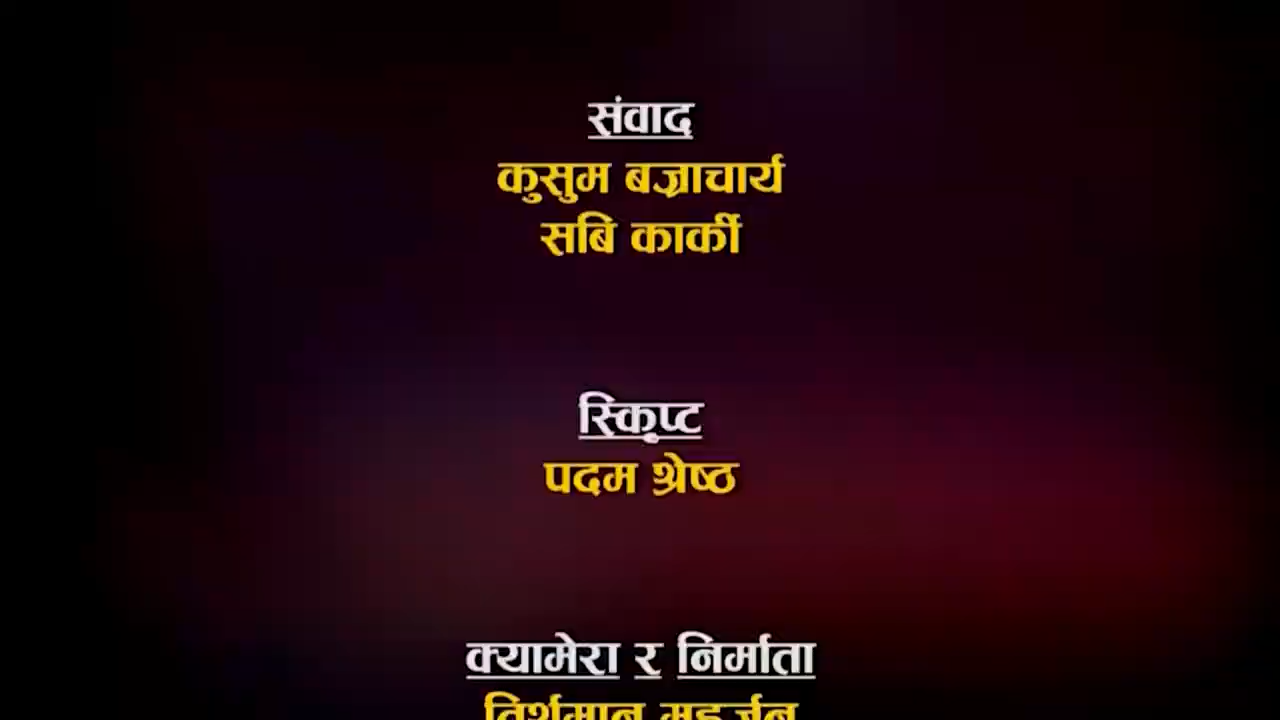 संवाद
कुसुम बज्राचार्य
सबि कार्की
स्किृप्ट
पदम श्रेष्ठ
क्यामेरा र निर्माता